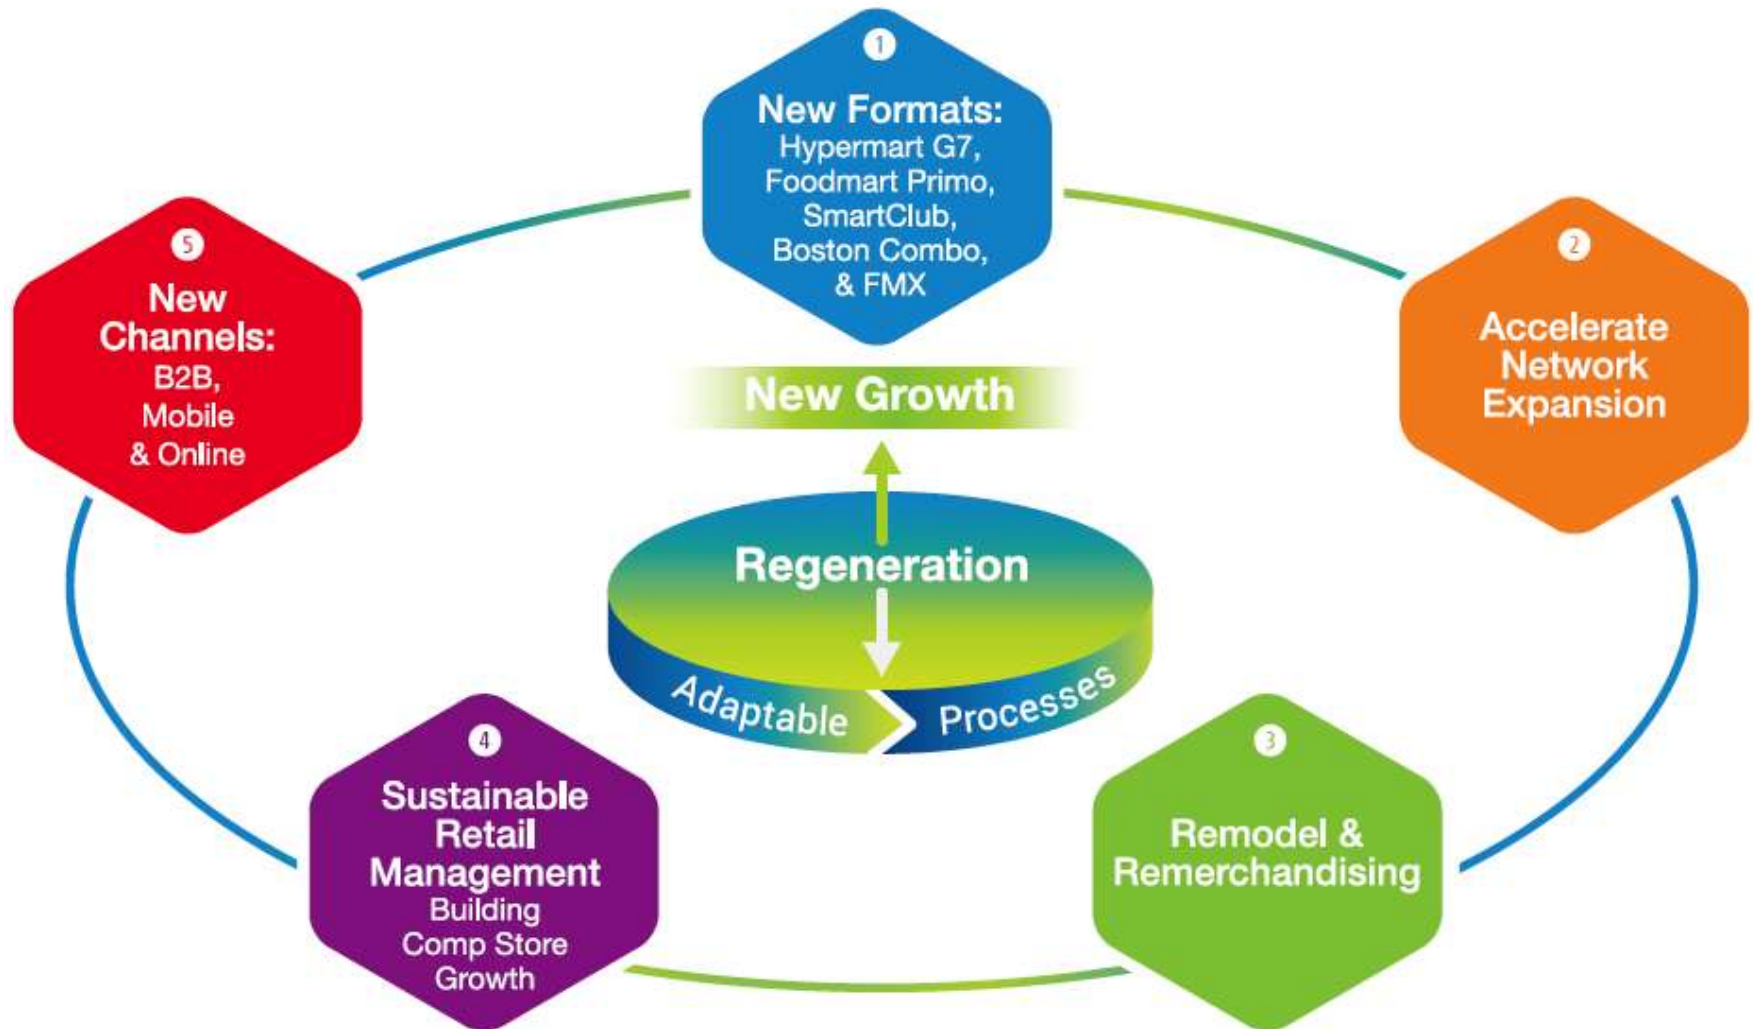 1
New Formats:
Hypermart G7,
Foodmart Primo,
SmartClub,
Boston Combo,
& FMX
2
Accelerate
Network
Expansion
3
Remodel &
Remerchandising
4
Sustainable
Retail
Management
Building
Comp Store
Growth
5
New
Channels:
B2B,
Mobile
& Online
New Growth
Regeneration
Adaptable Processes